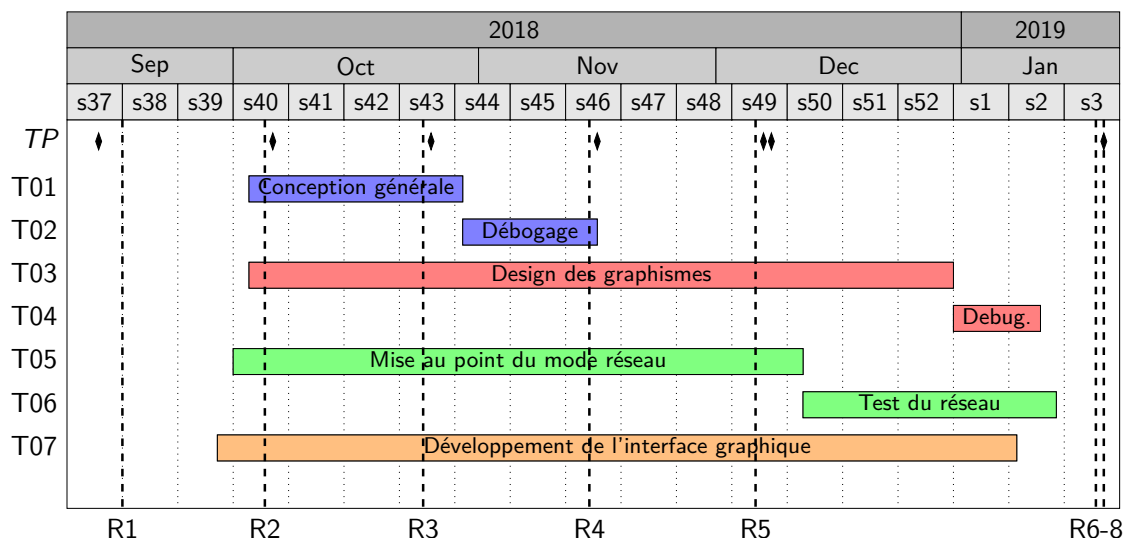 2018 2019
Sep Oct Nov Dec Jan
s37 s38 s39 s40 s41 s42 s43 s44 s45 s46 s47 s48 s49 s50 s51 s52 s1 s2 s3
TP
T01 Conception générale
T02 Débogage
T03 Design des graphismes
T04 Debug.
T05 Mise au point du mode réseau
T06 Test du réseau
T07 Développement de l'interface graphique
R1 R2 R3 R4 R5 R6-8